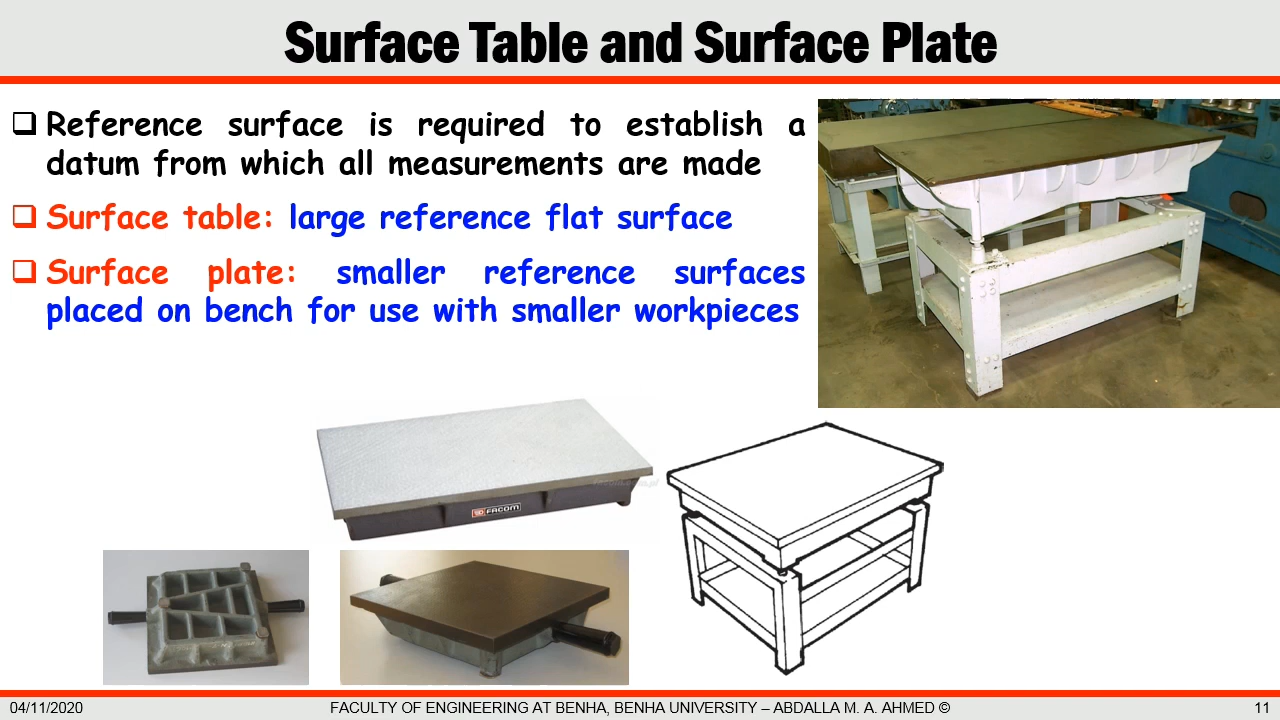 Surface Table and Surface Plate
❑ Reference surface is required to establish a
datum from which all measurements are made
❑ Surface table: large reference flat surface
❑ Surface plate: smaller reference surfaces
placed on bench for use with smaller workpieces
FACOM
04/11/2020
FACULTY OF ENGINEERING AT BENHA, BENHA UNIVERSITY – ABDALLA M. A. AHMED ©
11